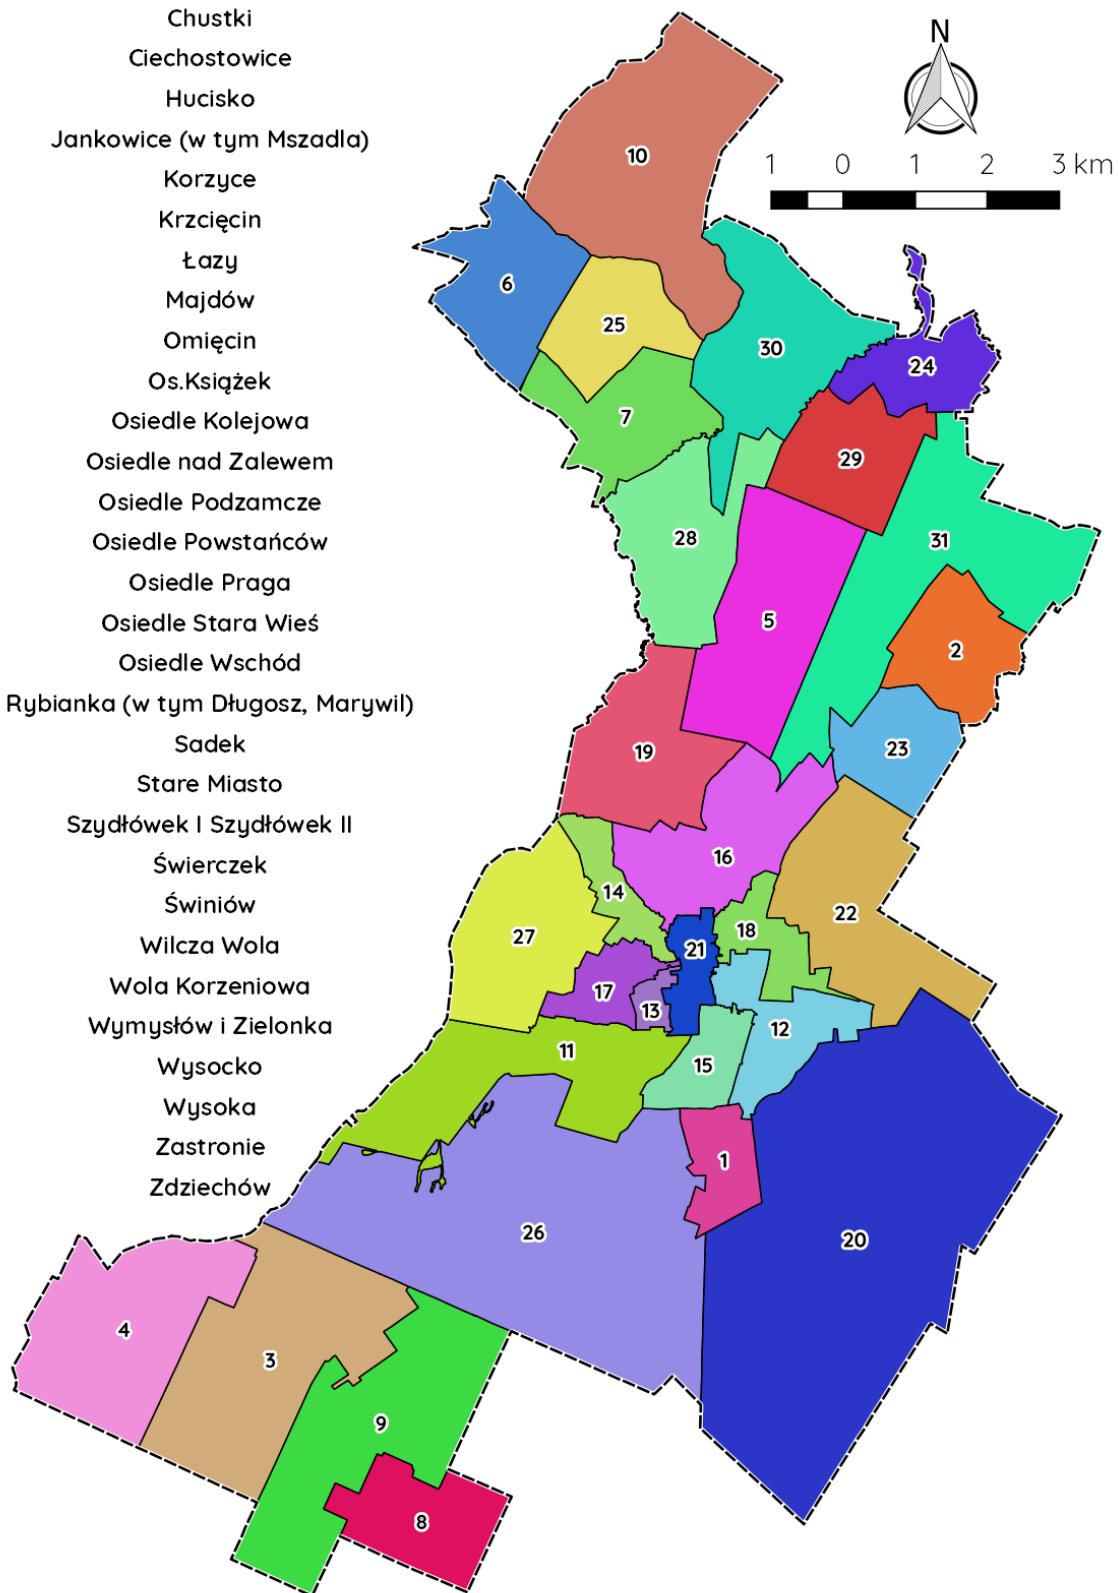 Chustki
Ciechostowice
Hucisko
Jankowice (w tym Mszadla)
Korzyce
Krzcięcin
Łazy
Majdów
Omięcin
Os.Książek
Osiedle Kolejowa
Osiedle nad Zalewem
Osiedle Podzamcze
Osiedle Powstańców
Osiedle Praga
Osiedle Stara Wieś
Osiedle Wschód
Rybianka (w tym Długosz, Marywil)
Sadek
Stare Miasto
Szydłówek I Szydłówek II
Świerczek
Świniów
Wilcza Wola
Wola Korzeniowa
Wymysłów i Zielonka
Wysocko
Wysoka
Zastronie
Zdziechów
N
1 0 1 2 3 km
10
6
25
30
24
7
29
28
31
5
2
23
19
16
14
22
18
27
21
17
13
12
11
15
1
26
20
4
3
9
8